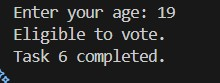 Enter your age: 19
Eligible to vote.
Task 6 completed.